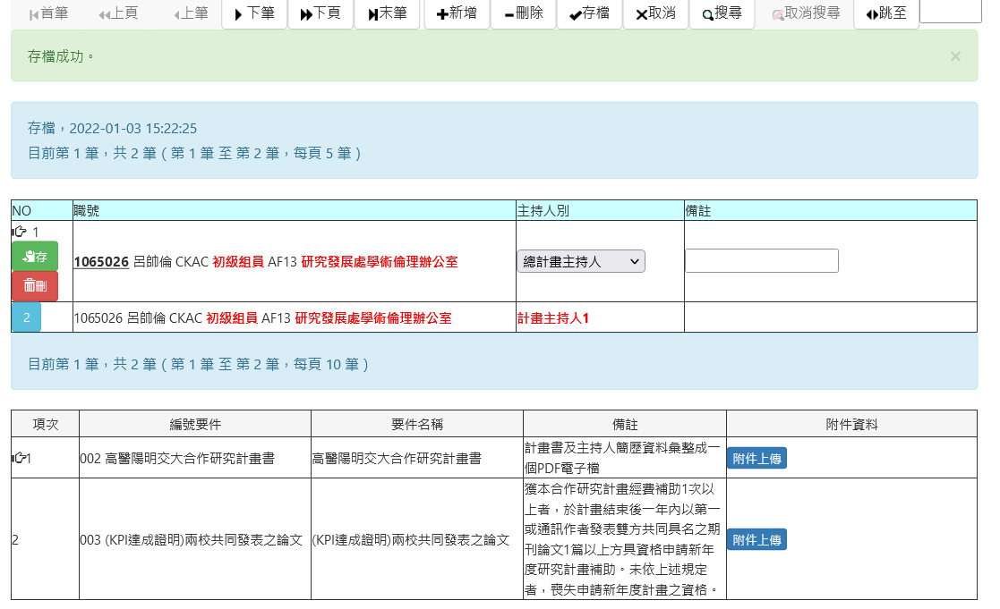 首筆 上頁 上筆 下筆 下頁 末筆 新增 刪除 存檔 取消 搜尋 取消搜尋 跳至
存檔成功。 ×
存檔，2022-01-03 15:22:25
目前第 1 筆，共 2 筆 ( 第 1 筆 至 第 2 筆，每頁 5 筆 )
NO 職號 主持人別 備註
1
存
刪
1065026 呂帥倫 CKAC 初級組員 AF13 研究發展處學術倫理辦公室 總計畫主持人
2 1065026 呂帥倫 CKAC 初級組員 AF13 研究發展處學術倫理辦公室 計畫主持人1
目前第 1 筆，共 2 筆 ( 第 1 筆 至 第 2 筆，每頁 10 筆 )
項次 編號要件 要件名稱 備註 附件資料
1 002 高醫陽明交大合作研究計畫書 高醫陽明交大合作研究計畫書 計畫書及主持人簡歷資料彙整成一
個PDF電子檔 附件上傳
2 003 (KPI達成證明)兩校共同發表之論文 (KPI達成證明)兩校共同發表之論文 獲本合作研究計畫經費補助1次以
上者，於計畫結束後一年內以第一
或通訊作者發表雙方共同具名之期
刊論文1篇以上方具資格申請新年
度研究計畫補助。未依上述規定
者，喪失申請新年度計畫之資格。 附件上傳